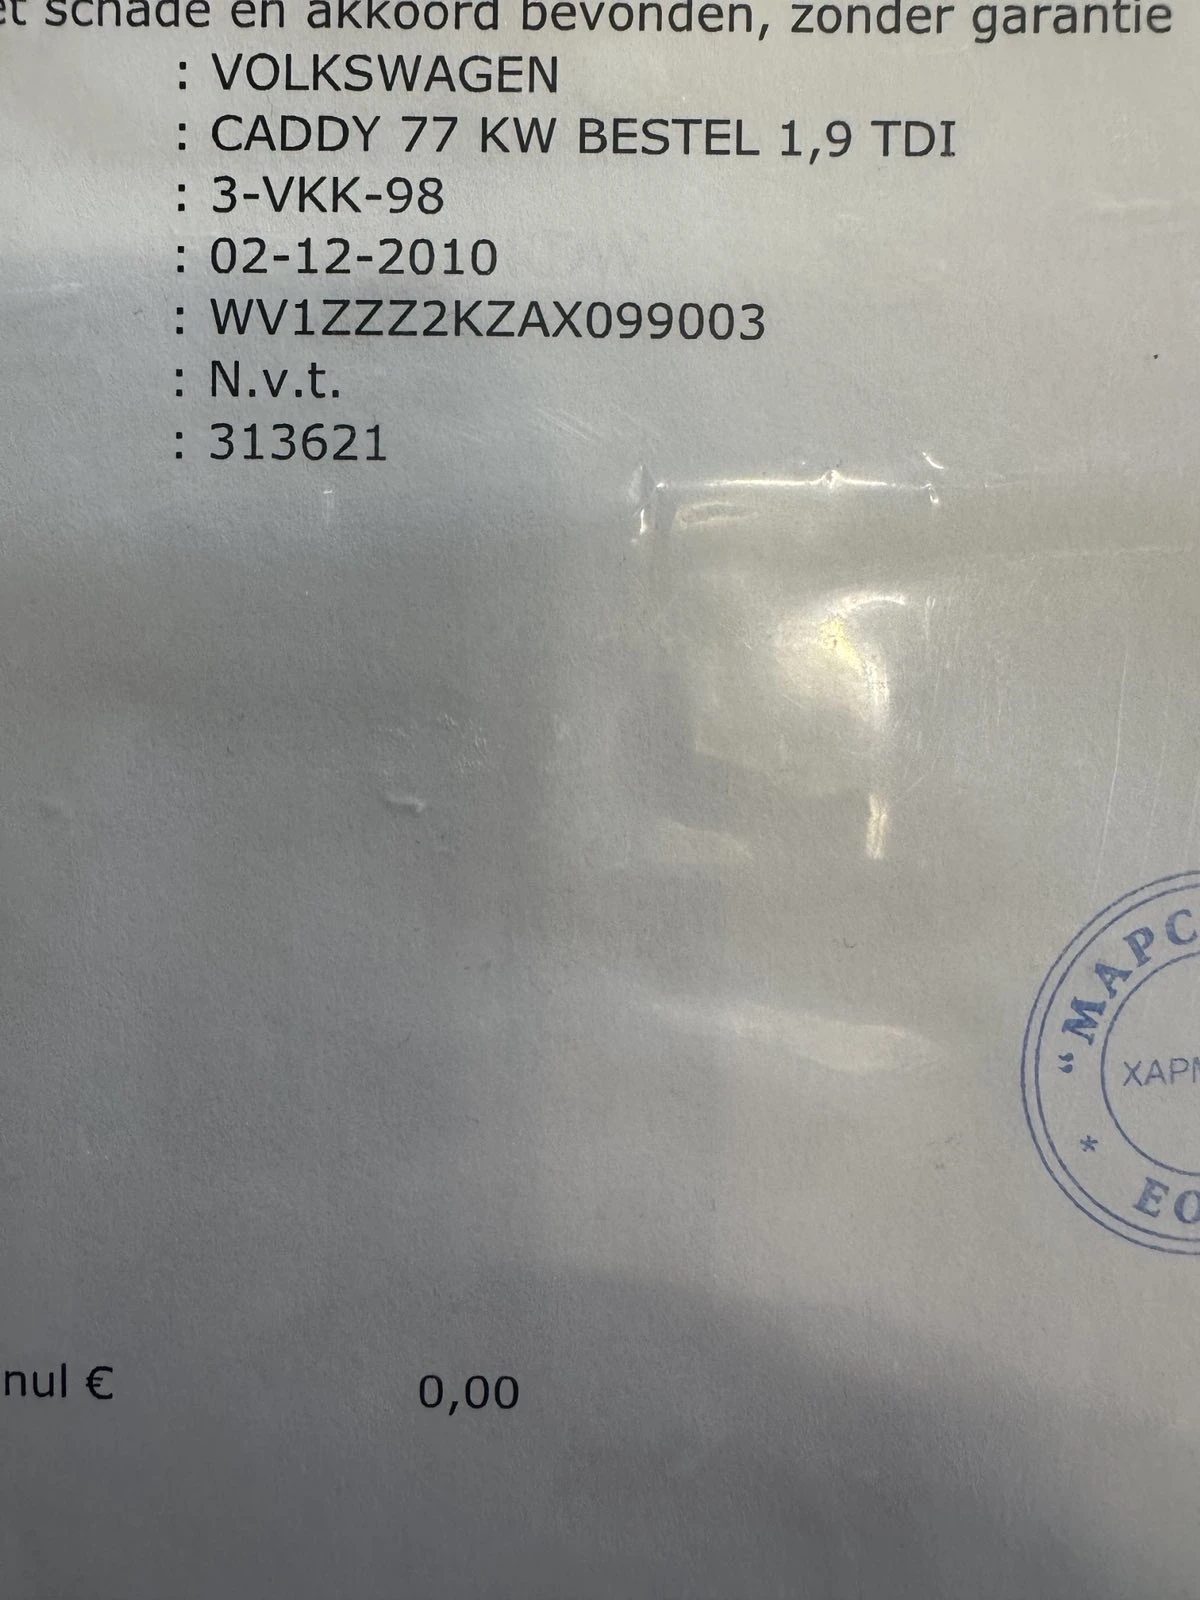 et schade en akkoord bevonden, zonder garantie
: VOLKSWAGEN
: CADDY 77 KW BESTEL 1,9 TDI
: 3-VKK-98
: 02-12-2010
: WV1ZZZ2KZAX099003
: N.v.t.
: 313621
“МАРС
ХАРМ
*
ЕО
nul € 0,00